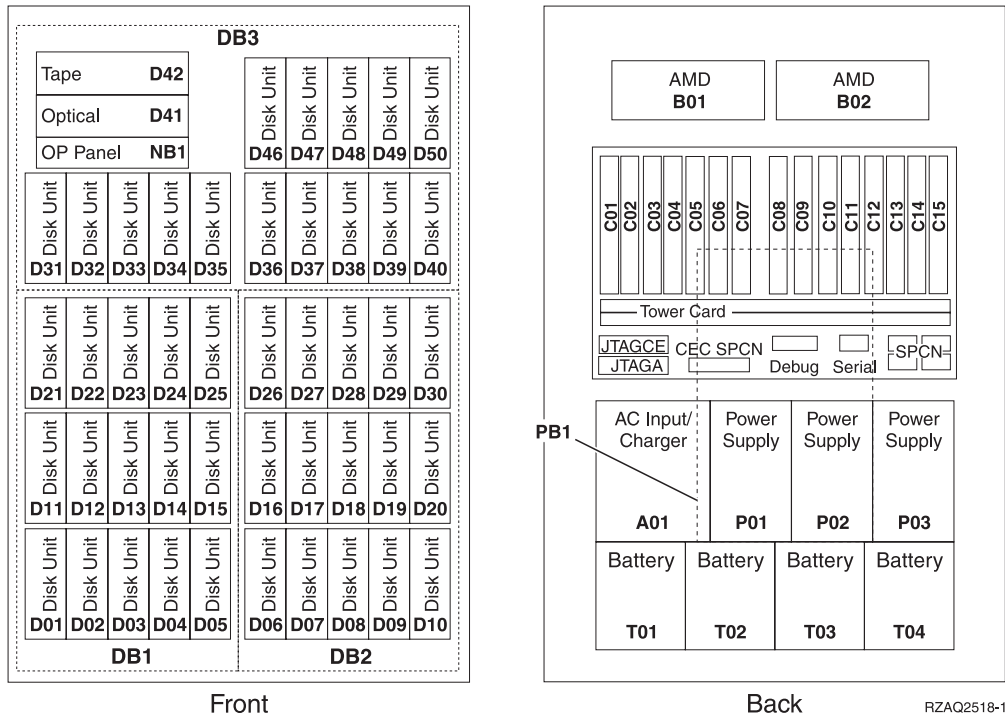 DB3
Tape D42
Optical D41
OP Panel NB1
Disk Unit Disk Unit Disk Unit Disk Unit Disk Unit
D46 D47 D48 D49 D50
Disk Unit Disk Unit Disk Unit Disk Unit Disk Unit Disk Unit Disk Unit Disk Unit Disk Unit Disk Unit
D31 D32 D33 D34 D35 D36 D37 D38 D39 D40
Disk Unit Disk Unit Disk Unit Disk Unit Disk Unit Disk Unit Disk Unit Disk Unit Disk Unit Disk Unit
D21 D22 D23 D24 D25 D26 D27 D28 D29 D30
Disk Unit Disk Unit Disk Unit Disk Unit Disk Unit Disk Unit Disk Unit Disk Unit Disk Unit Disk Unit
D11 D12 D13 D14 D15 D16 D17 D18 D19 D20
Disk Unit Disk Unit Disk Unit Disk Unit Disk Unit Disk Unit Disk Unit Disk Unit Disk Unit Disk Unit
D01 D02 D03 D04 D05 D06 D07 D08 D09 D10
DB1 DB2
Front
AMD AMD
B01 B02
C01 C02 C03 C04 C05 C06 C07 C08 C09 C10 C11 C12 C13 C14 C15
Tower Card
JTAGCE CEC SPCN SPCN
JTAGA Debug Serial
PB1
AC Input/ Power Power Power
Charger Supply Supply Supply
A01 P01 P02 P03
Battery Battery Battery Battery
T01 T02 T03 T04
Back
RZAQ2518-1